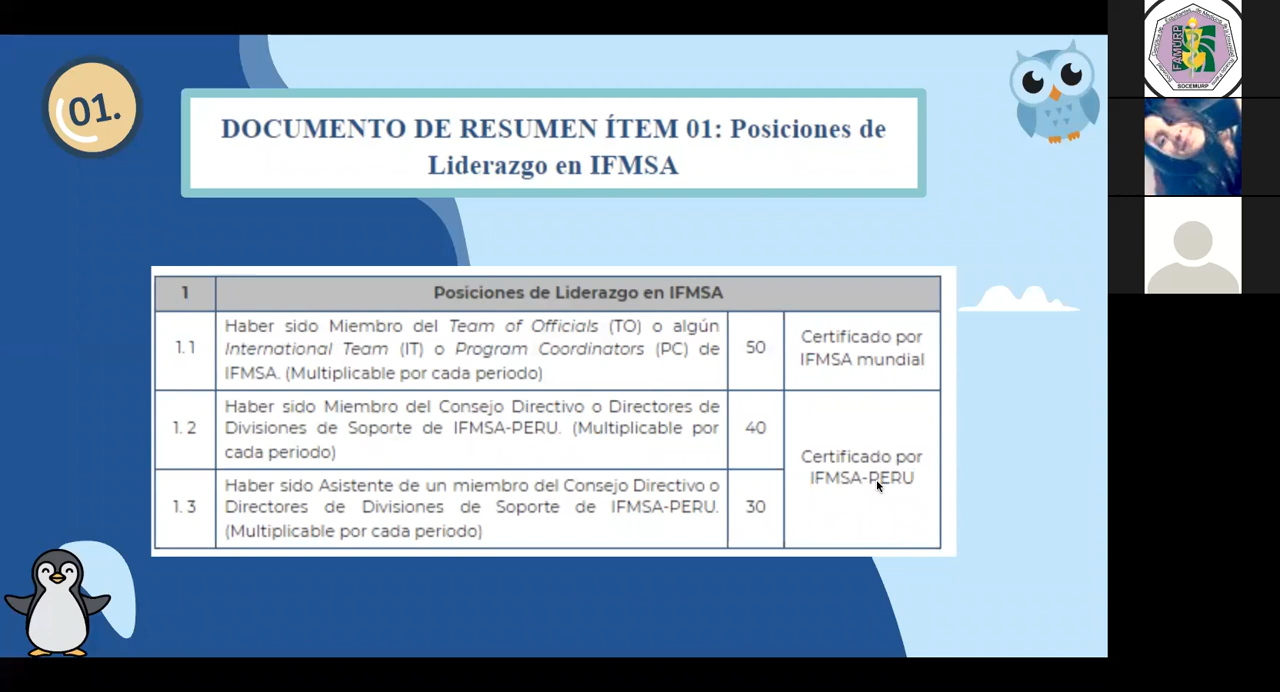 01.
DOCUMENTO DE RESUMEN ÍTEM 01: Posiciones de
Liderazgo en IFMSA
1 Posiciones de Liderazgo en IFMSA
1. 1
Haber sido Miembro del Team of Officials (TO) o algún
International Team (IT) o Program Coordinators (PC) de
IFMSA. (Multiplicable por cada periodo)
50
Certificado por
IFMSA mundial
1. 2
Haber sido Miembro del Consejo Directivo o Directores de
Divisiones de Soporte de IFMSA-PERU. (Multiplicable por
cada periodo)
40
Certificado por
IFMSA-PERU
1. 3
Haber sido Asistente de un miembro del Consejo Directivo o
Directores de Divisiones de Soporte de IFMSA-PERU.
(Multiplicable por cada periodo)
30
FAMURP
SOCEMURP